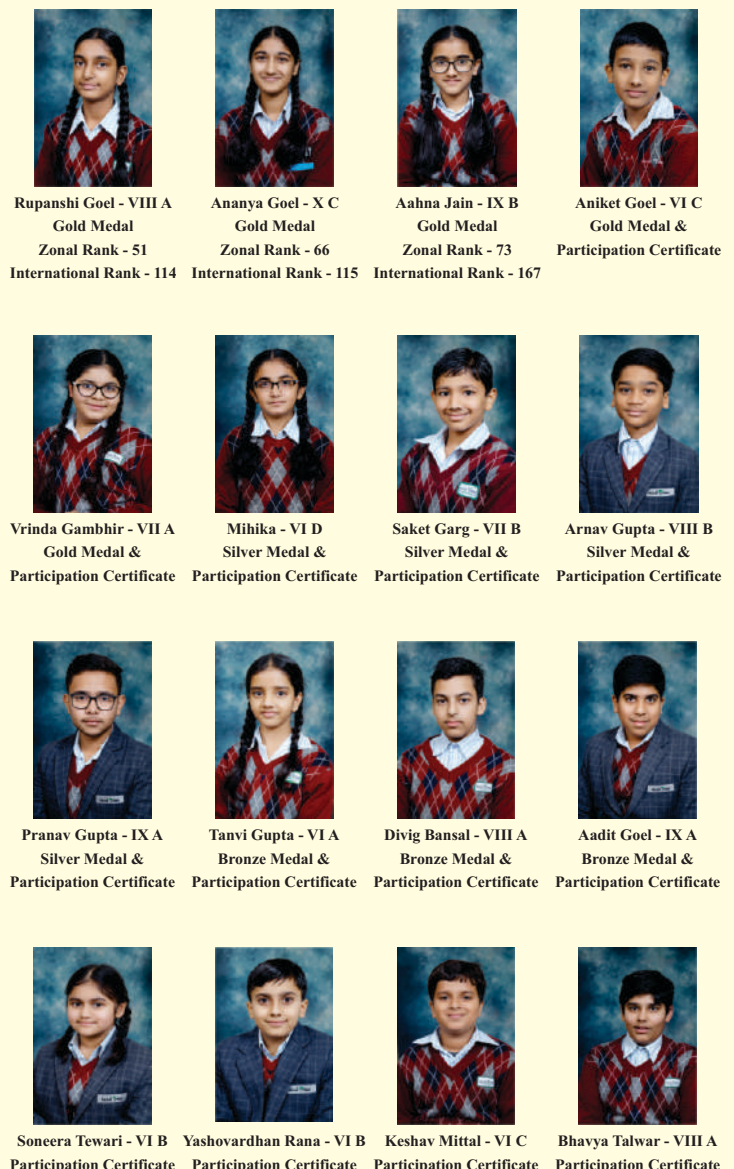 Rupanshi Goel - VIII A
Gold Medal
Zonal Rank - 51
International Rank - 114
Ananya Goel - X C
Gold Medal
Zonal Rank - 66
International Rank - 115
Aahna Jain - IX B
Gold Medal
Zonal Rank - 73
International Rank - 167
Aniket Goel - VI C
Gold Medal &
Participation Certificate
Vrinda Gambhir - VII A
Gold Medal &
Participation Certificate
Mihika - VI D
Silver Medal &
Participation Certificate
Saket Garg - VII B
Silver Medal &
Participation Certificate
Arnav Gupta - VIII B
Silver Medal &
Participation Certificate
Pranav Gupta - IX A
Silver Medal &
Participation Certificate
Tanvi Gupta - VI A
Bronze Medal &
Participation Certificate
Divig Bansal - VIII A
Bronze Medal &
Participation Certificate
Aadit Goel - IX A
Bronze Medal &
Participation Certificate
Soneera Tewari - VI B
Participation Certificate
Yashovardhan Rana - VI B
Participation Certificate
Keshav Mittal - VI C
Participation Certificate
Bhavya Talwar - VIII A
Participation Certificate